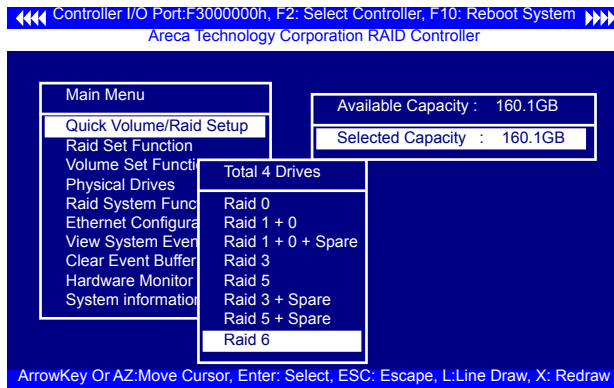 Controller I/O Port:F3000000h, F2: Select Controller, F10: Reboot System
Areca Technology Corporation RAID Controller
Main Menu
Quick Volume/Raid Setup
Raid Set Function
Volume Set Functi
Physical Drives
Raid System Func
Ethernet Configura
View System Even
Clear Event Buffer
Hardware Monitor
System information
Total 4 Drives
Raid 0
Raid 1 + 0
Raid 1 + 0 + Spare
Raid 3
Raid 5
Raid 3 + Spare
Raid 5 + Spare
Raid 6
Available Capacity : 160.1GB
Selected Capacity : 160.1GB
ArrowKey Or AZ:Move Cursor, Enter: Select, ESC: Escape, L:Line Draw, X: Redraw